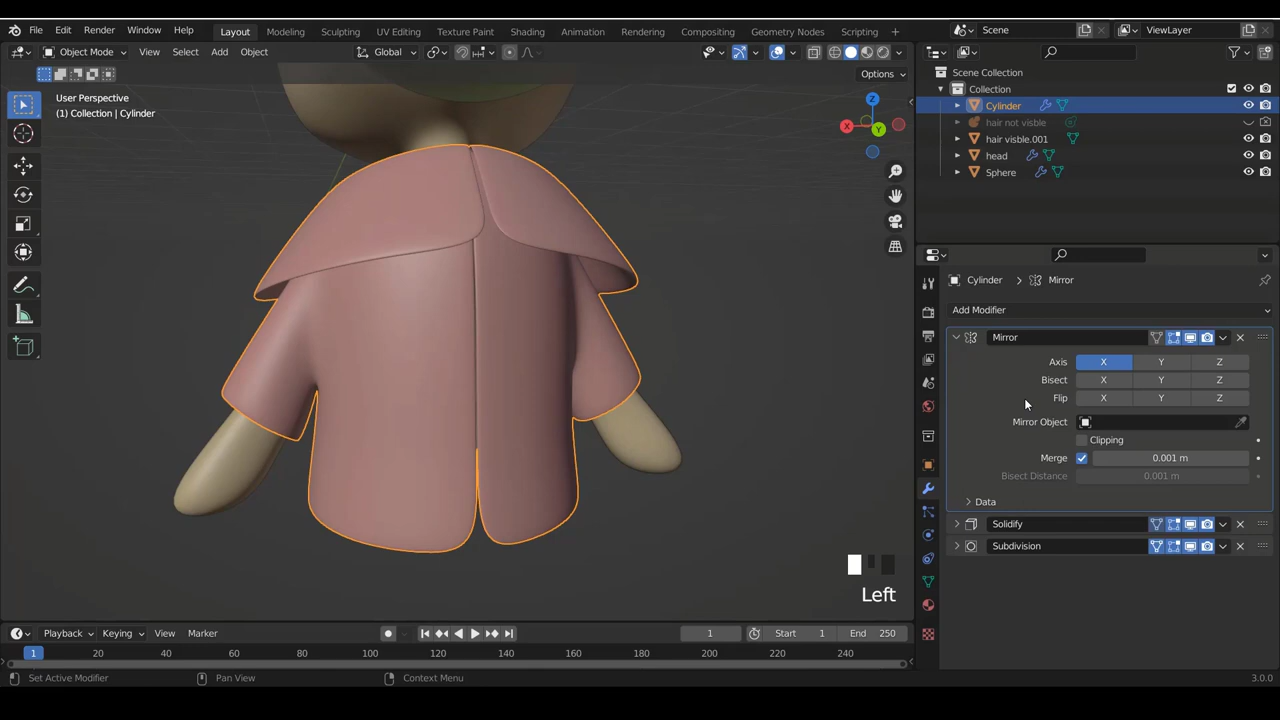 File Edit Render Window Help Layout Modeling Sculpting UV Editing Texture Paint Shading Animation Rendering Compositing Geometry Nodes Scripting + Scene ViewLayer
Object Mode View Select Add Object Global
Options
User Perspective
(1) Collection | Cylinder
Z
X
Y
Scene Collection
Collection
Cylinder
hair not visble
hair visble.001
head
Sphere
Cylinder > Mirror
Add Modifier
Mirror
Axis X Y Z
Bisect X Y Z
Flip X Y Z
Mirror Object
Clipping
Merge 0.001 m
Bisect Distance 0.001 m
Data
Solidify
Subdivision
Left
Playback Keying View Marker 1 Start 1 End 250
1 20 40 60 80 100 120 140 160 180 200 220 240
Set Active Modifier Pan View Context Menu 3.0.0